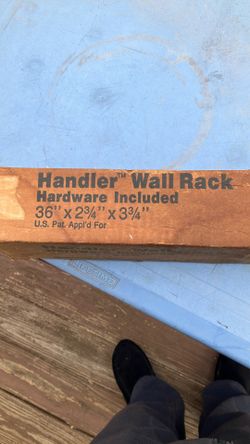 Handler™ Wall Rack
Hardware Included
36" x 2¾" x 3¾"
U.S. Pat. Appl'd For